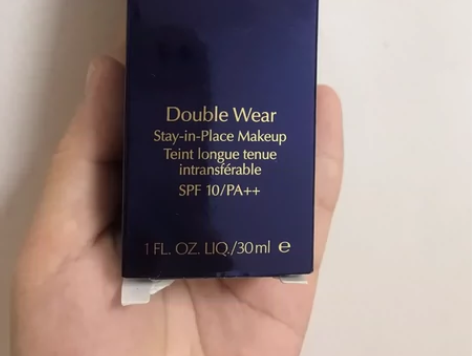 Double Wear
Stay-in-Place Makeup
Teint longue tenue
intransférable
SPF 10/PA++
1 FL. OZ. LIQ./30ml ℮